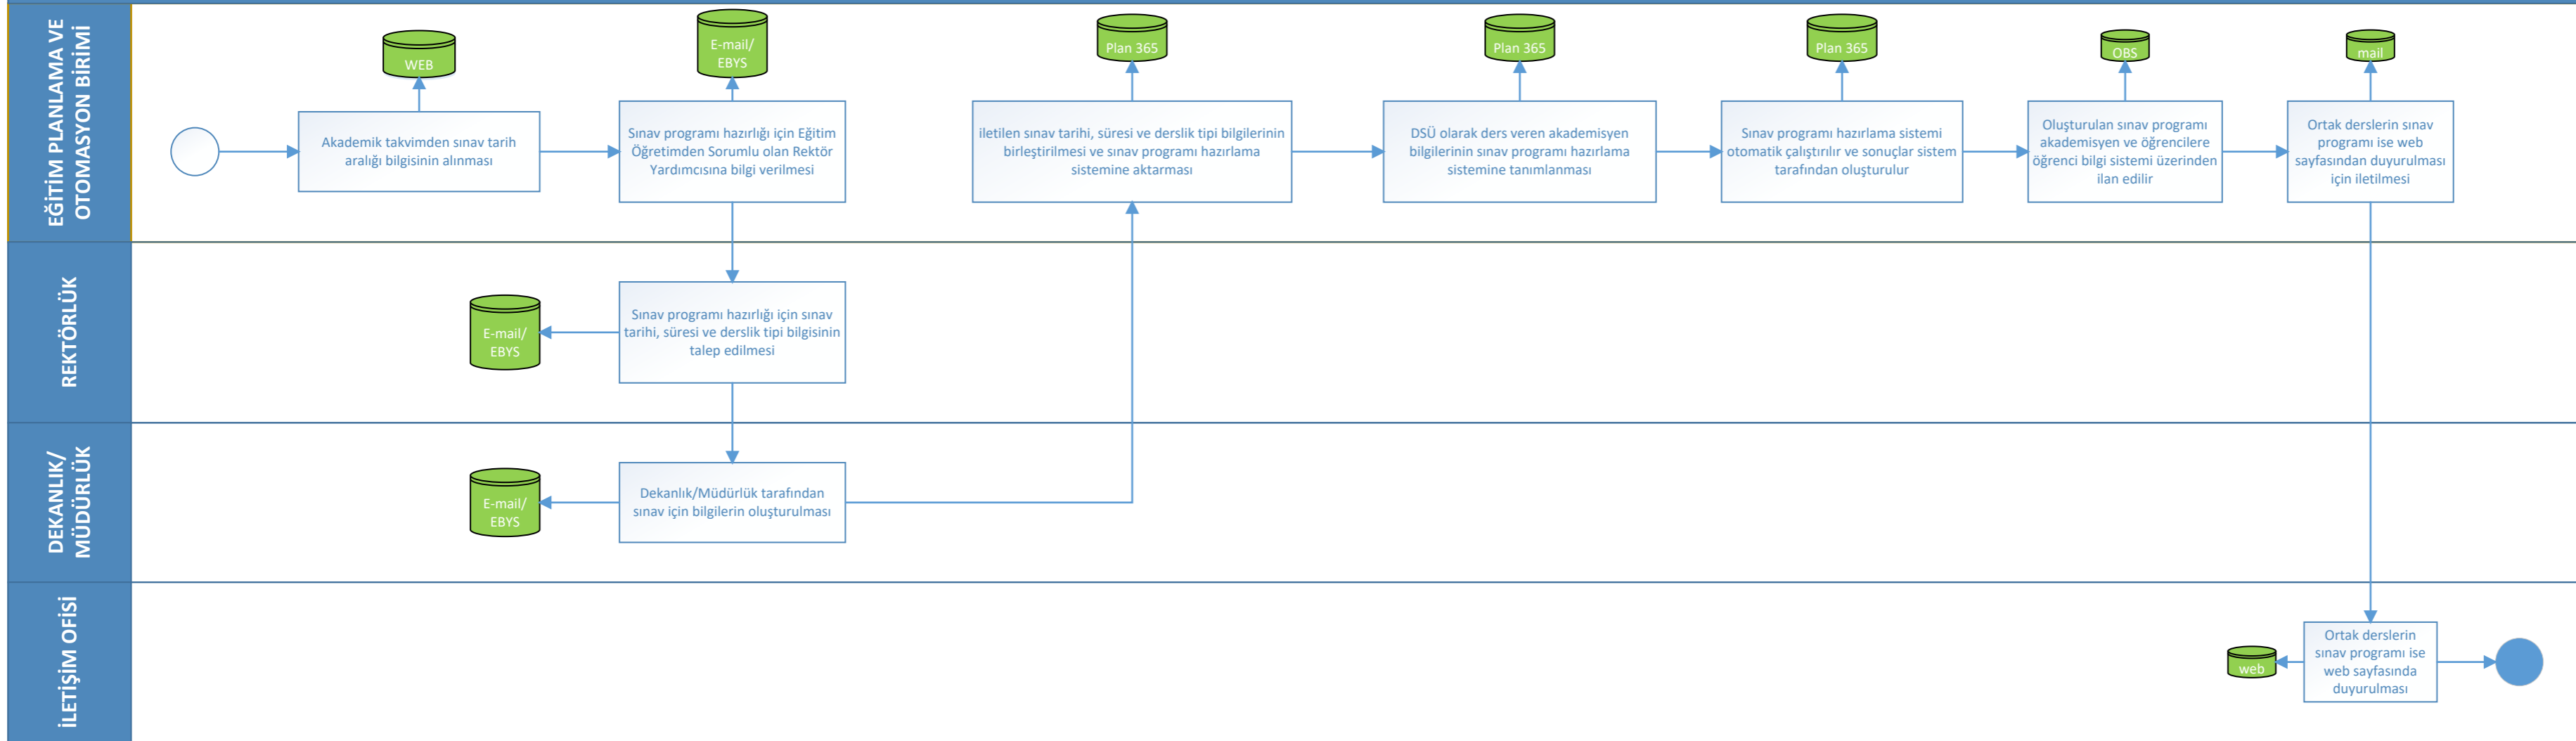 EĞİTİM PLANLAMA VE
OTOMASYON BİRİMİ
WEB
E-mail/
EBYS
Plan 365
Plan 365
Plan 365
OBS
mail
Akademik takvimden sınav tarih
aralığı bilgisinin alınması
Sınav programı hazırlığı için Eğitim
Öğretimden Sorumlu olan Rektör
Yardımcısına bilgi verilmesi
iletilen sınav tarihi, süresi ve derslik tipi bilgilerinin
birleştirilmesi ve sınav programı hazırlama
sistemine aktarması
DSÜ olarak ders veren akademisyen
bilgilerinin sınav programı hazırlama
sistemine tanımlanması
Sınav programı hazırlama sistemi
otomatik çalıştırılır ve sonuçlar sistem
tarafından oluşturulur
Oluşturulan sınav programı
akademisyen ve öğrencilere
öğrenci bilgi sistemi üzerinden
ilan edilir
Ortak derslerin sınav
programı ise web
sayfasından duyurulması
için iletilmesi
REKTÖRLÜK
E-mail/
EBYS
Sınav programı hazırlığı için sınav
tarihi, süresi ve derslik tipi bilgisinin
talep edilmesi
DEKANLIK/
MÜDÜRLÜK
E-mail/
EBYS
Dekanlık/Müdürlük tarafından
sınav için bilgilerin oluşturulması
İLETİŞİM OFİSİ
web
Ortak derslerin
sınav programı ise
web sayfasında
duyurulması